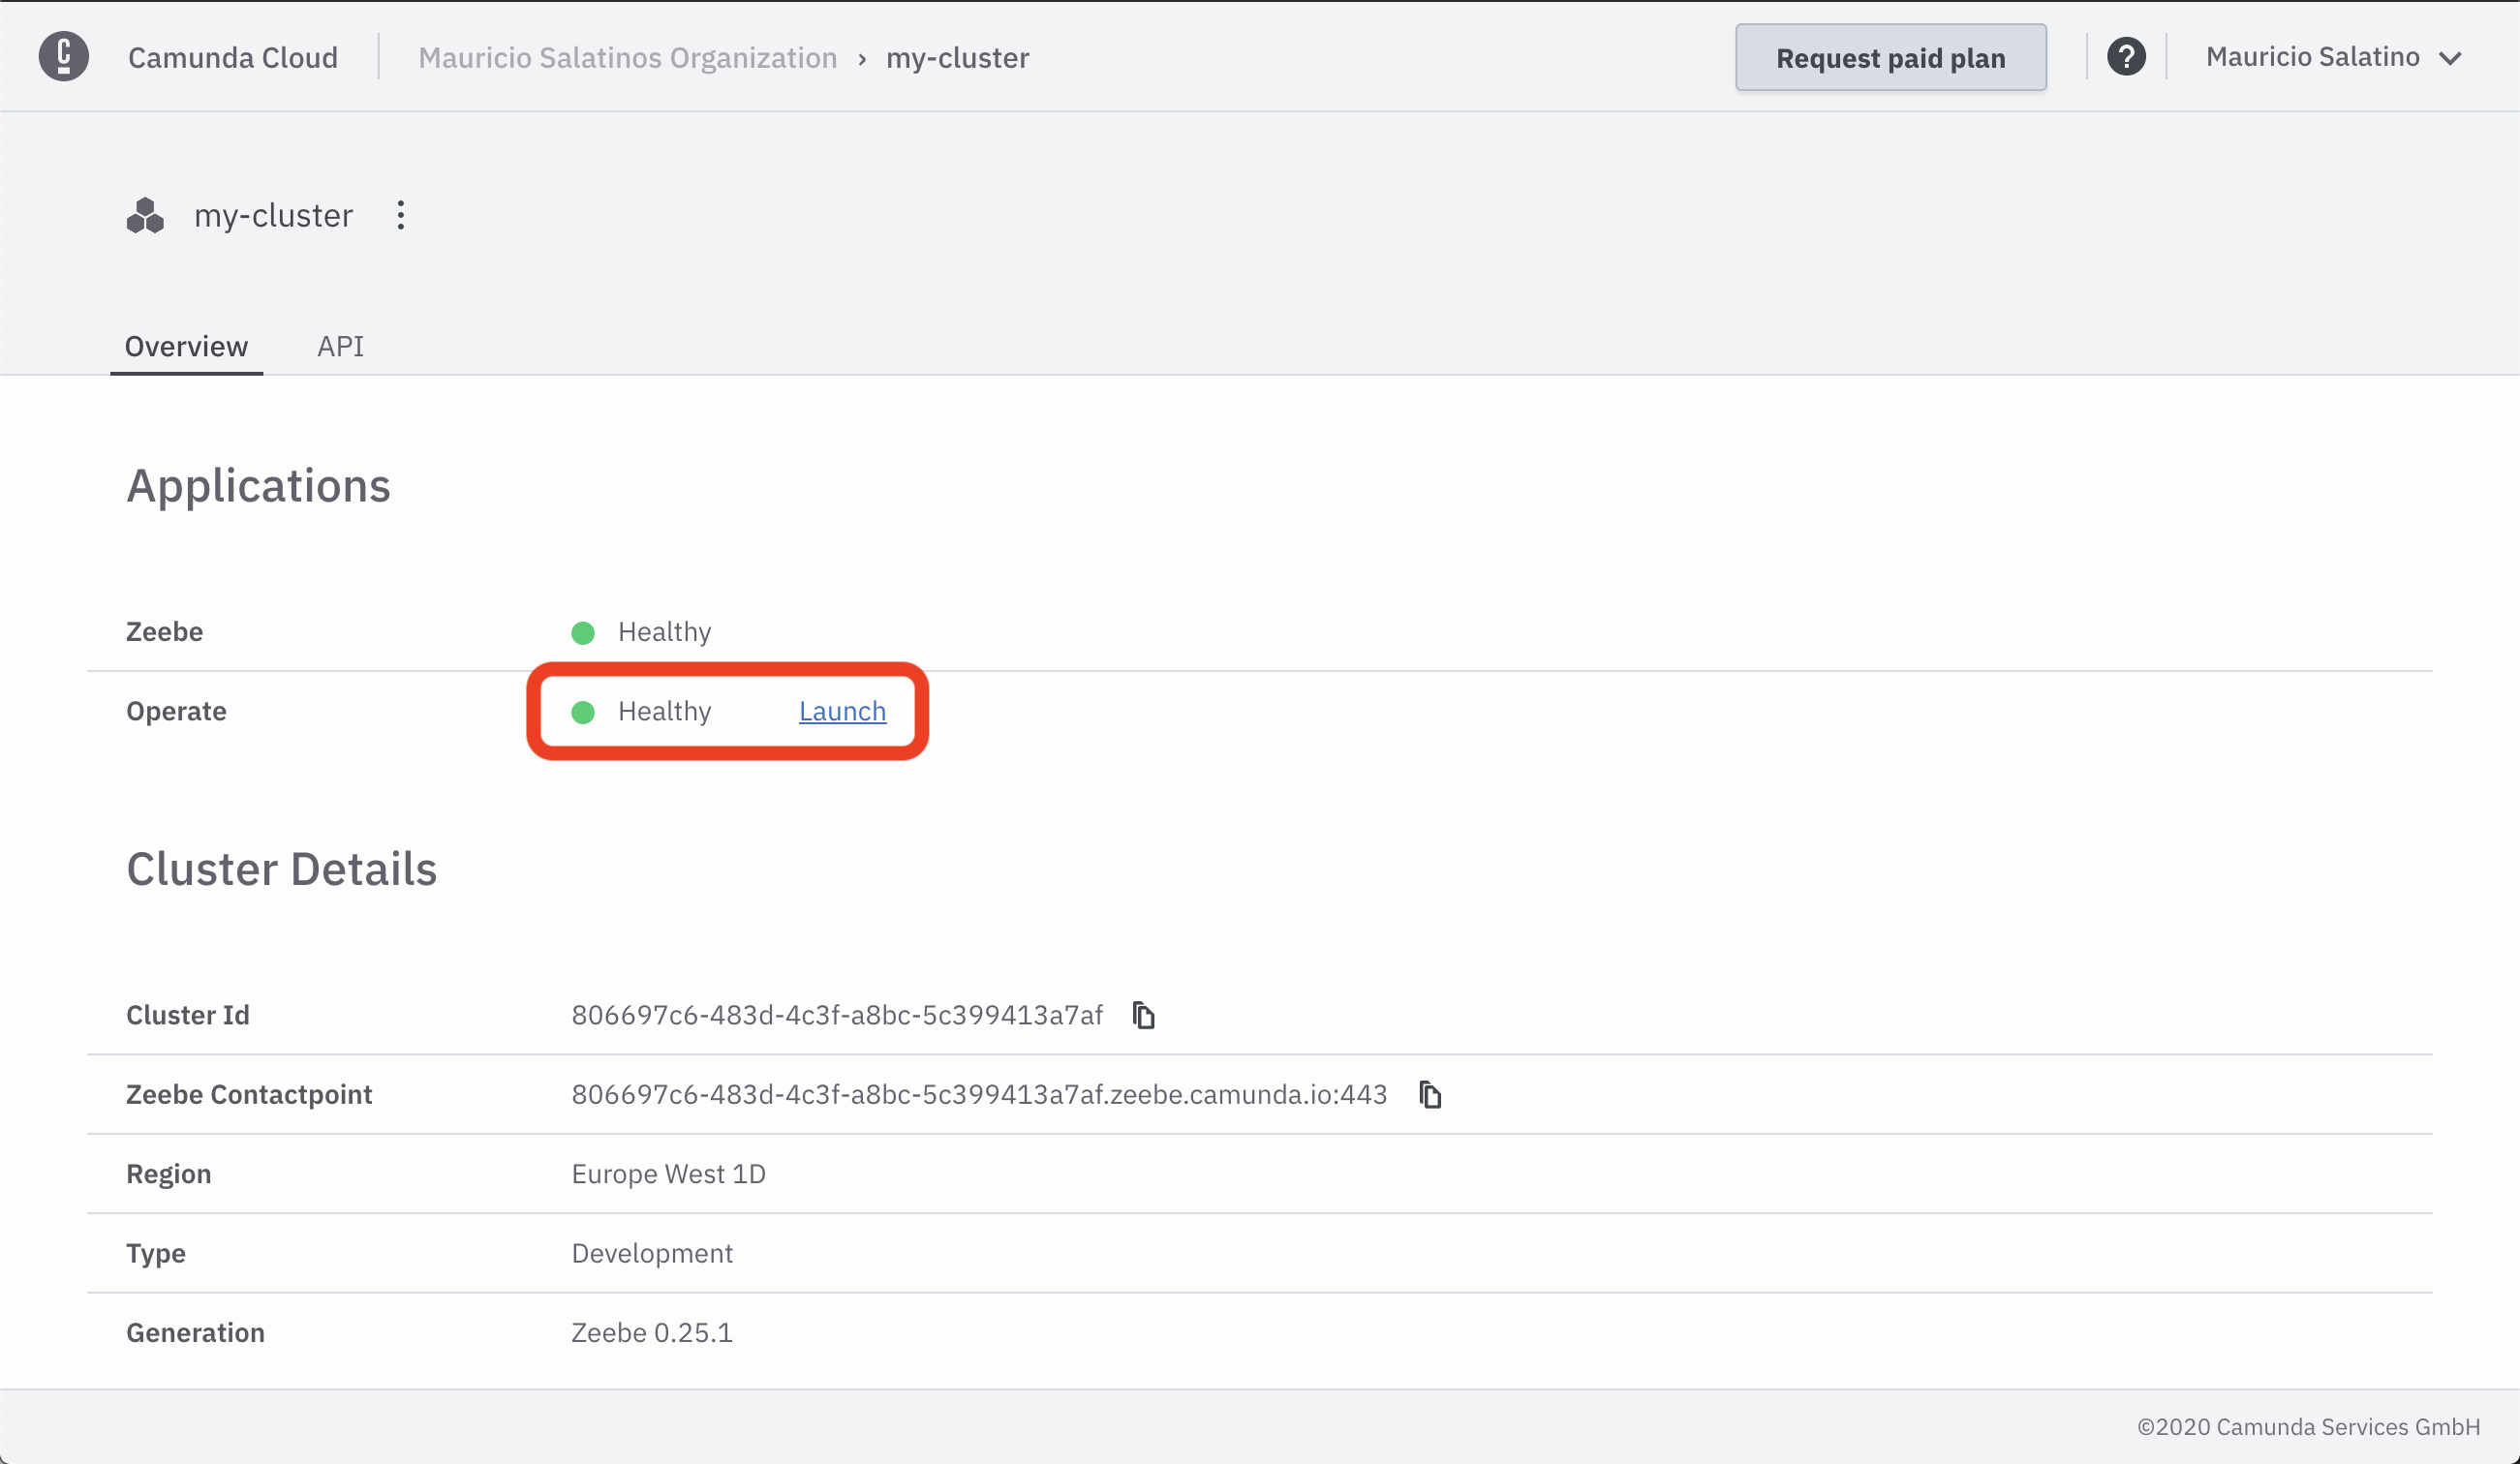 Camunda Cloud Mauricio Salatinos Organization › my-cluster Request paid plan ? Mauricio Salatino
my-cluster
Overview API
Applications
Zeebe Healthy
Operate Healthy Launch
Cluster Details
Cluster Id 806697c6-483d-4c3f-a8bc-5c399413a7af
Zeebe Contactpoint 806697c6-483d-4c3f-a8bc-5c399413a7af.zeebe.camunda.io:443
Region Europe West 1D
Type Development
Generation Zeebe 0.25.1
©2020 Camunda Services GmbH